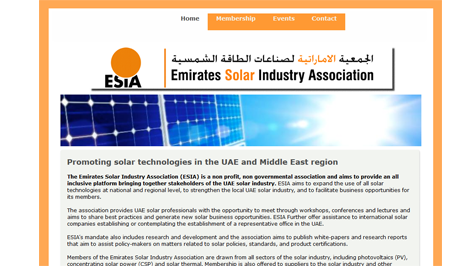 Home Membership Events Contact
الجمعية الاماراتية لصناعات الطاقة الشمسية
ESIA Emirates Solar Industry Association
Promoting solar technologies in the UAE and Middle East region
The Emirates Solar Industry Association (ESIA) is a non profit, non governmental association and aims to provide an all
inclusive platform bringing together stakeholders of the UAE solar industry. ESIA aims to expand the use of all solar
technologies at national and regional level, to strengthen the local UAE solar industry, and to facilitate business opportunities for
its members.
The association provides UAE solar professionals with the opportunity to meet through workshops, conferences and lectures and
aims to share best practices and generate new solar business opportunities. ESIA Further offer assistance to international solar
companies establishing or contemplating the establishment of a representative office in the UAE.
ESIA's mandate also includes research and development and the association aims to publish white-papers and research reports
that aim to assist policy-makers on matters related to solar policies, standards, and product certifications.
Members of the Emirates Solar Industry Association are drawn from all sectors of the solar industry, including photovoltaics (PV),
concentrating solar power (CSP) and solar thermal. Membership is also offered to suppliers to the solar industry and other